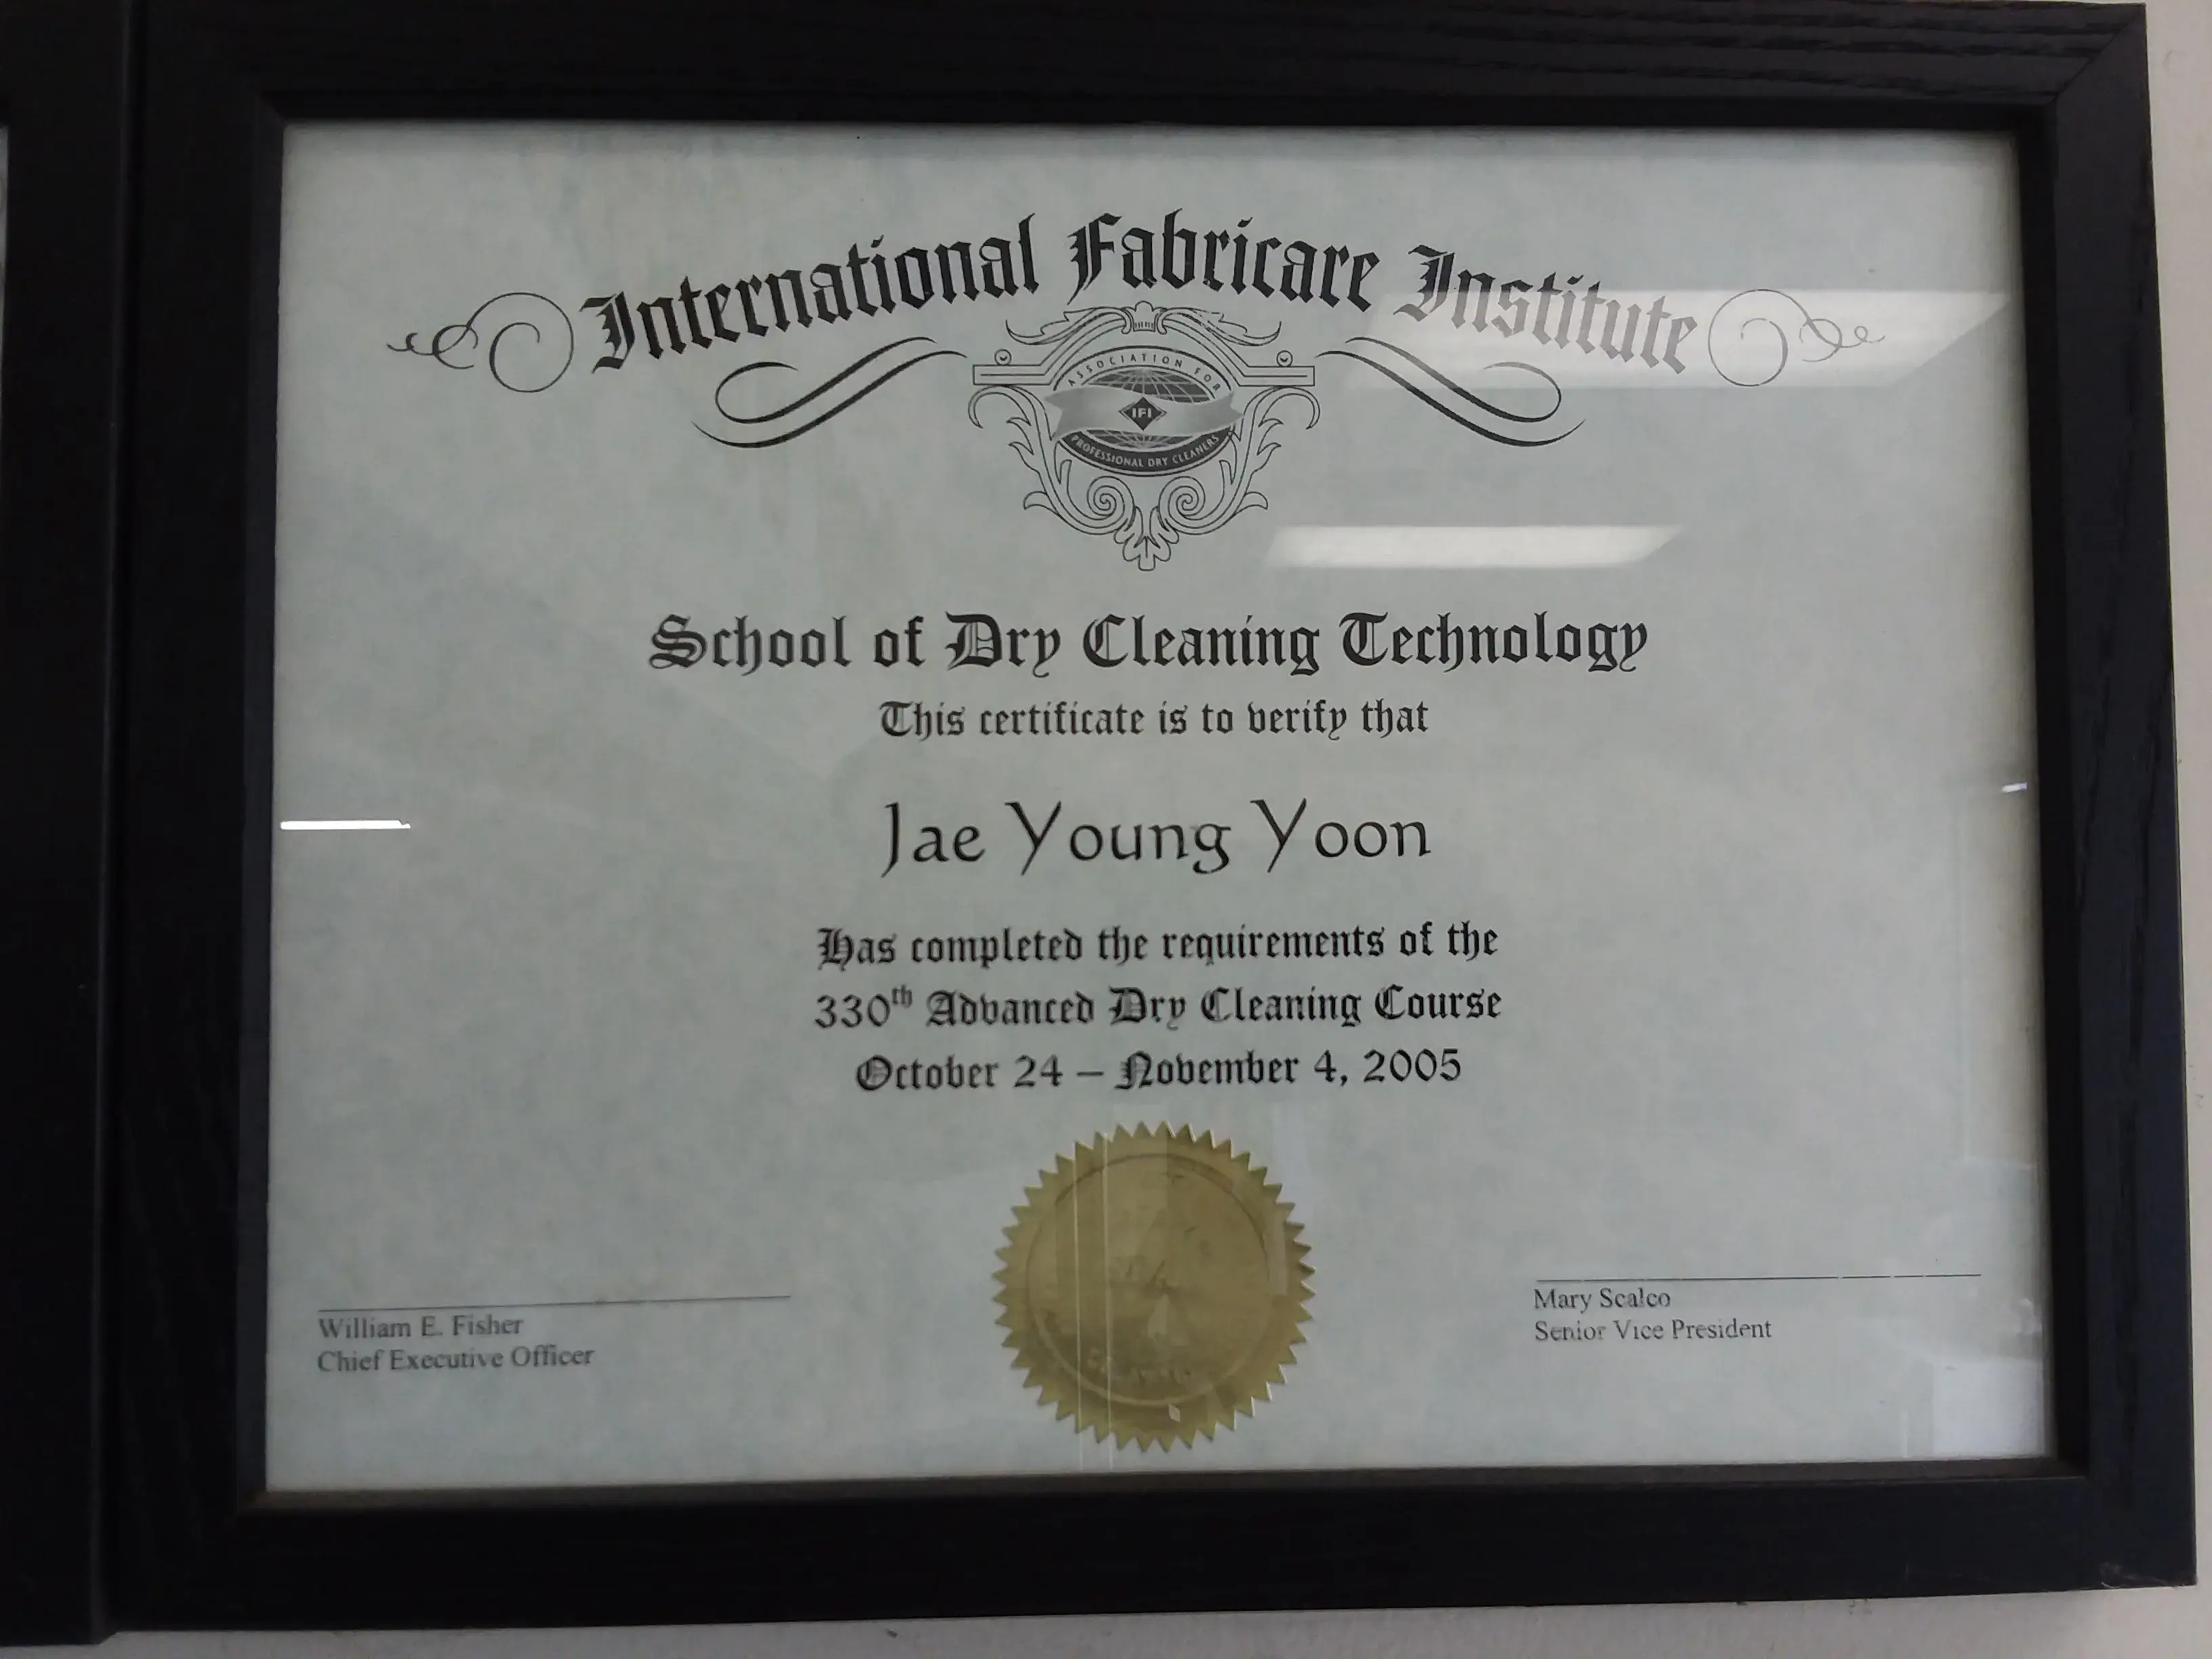 International Fabricare Institute
ASSOCIATION FOR
IFI
PROFESSIONAL DRY CLEANERS
School of Dry Cleaning Technology
This certificate is to verify that
Jae Young Yoon
Has completed the requirements of the
330th Advanced Dry Cleaning Course
October 24 – November 4, 2005
William E. Fisher
Chief Executive Officer
Mary Scalco
Senior Vice President